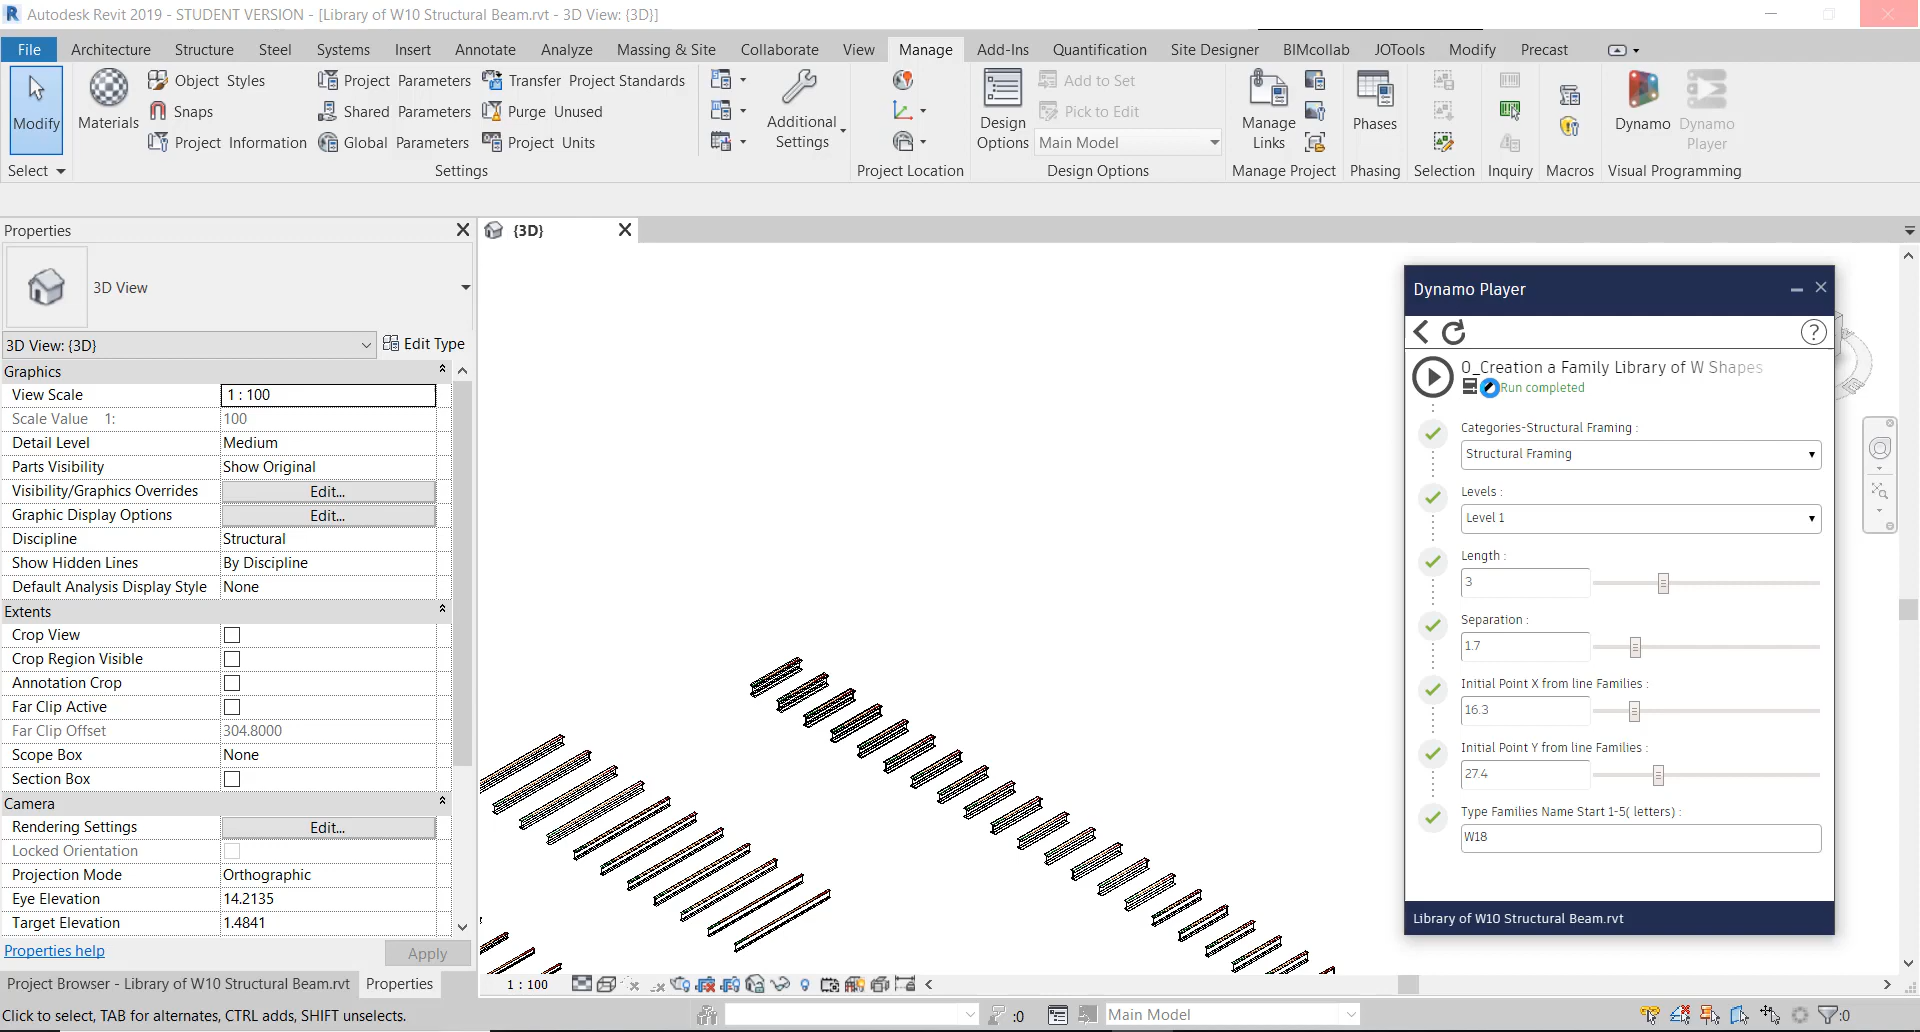 Autodesk Revit 2019 - STUDENT VERSION - [Library of W10 Structural Beam.rvt - 3D View: {3D}]
File Architecture Structure Steel Systems Insert Annotate Analyze Massing & Site Collaborate View Manage Add-Ins Quantification Site Designer BIMcollab JOTools Modify Precast
Modify
Materials
Object Styles
Snaps
Project Information
Project Parameters
Shared Parameters
Global Parameters
Transfer Project Standards
Purge Unused
Project Units
Additional
Settings
Design
Options
Add to Set
Pick to Edit
Main Model
Manage
Links
Phases
Dynamo
Dynamo
Player
Select Settings Project Location Design Options Manage Project Phasing Selection Inquiry Macros Visual Programming
Properties
3D View
3D View: {3D} Edit Type
Graphics
View Scale 1 : 100
Scale Value 1: 100
Detail Level Medium
Parts Visibility Show Original
Visibility/Graphics Overrides Edit...
Graphic Display Options Edit...
Discipline Structural
Show Hidden Lines By Discipline
Default Analysis Display Style None
Extents
Crop View
Crop Region Visible
Annotation Crop
Far Clip Active
Far Clip Offset 304.8000
Scope Box None
Section Box
Camera
Rendering Settings Edit...
Locked Orientation
Projection Mode Orthographic
Eye Elevation 14.2135
Target Elevation 1.4841
Properties help Apply
Project Browser - Library of W10 Structural Beam.rvt Properties
{3D}
Dynamo Player
?
0_Creation a Family Library of W Shapes
Run completed
Categories-Structural Framing :
Structural Framing
Levels :
Level 1
Length :
3
Separation :
1.7
Initial Point X from line Families :
16.3
Initial Point Y from line Families :
27.4
Type Families Name Start 1-5( letters) :
W18
Library of W10 Structural Beam.rvt
1 : 100
Click to select, TAB for alternates, CTRL adds, SHIFT unselects.
:0
Main Model
:0